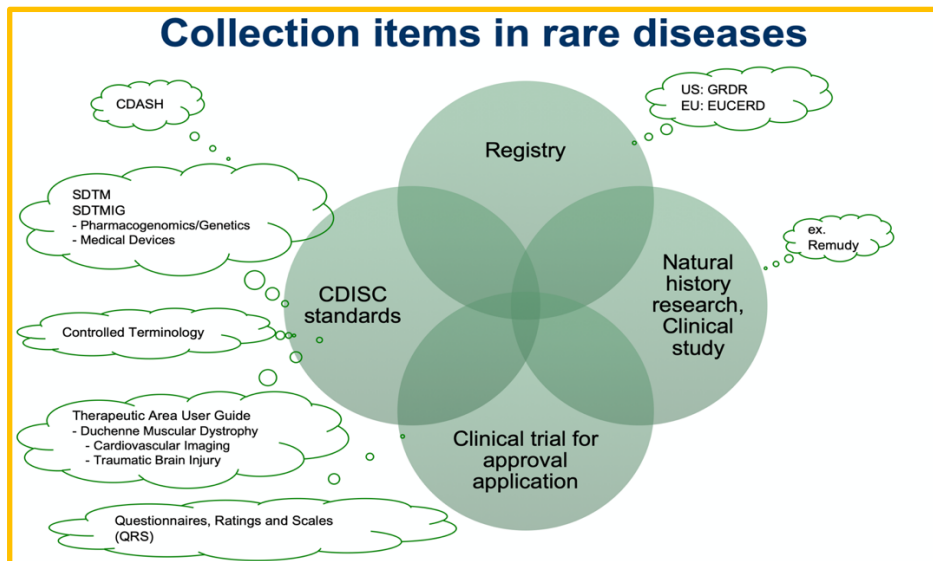 Collection items in rare diseases
CDASH
US: GRDR
EU: EUCERD
Registry
SDTM
SDTMIG
- Pharmacogenomics/Genetics
- Medical Devices
ex.
Remudy
CDISC
standards
Natural
history
research,
Clinical
study
Controlled Terminology
Therapeutic Area User Guide
- Duchenne Muscular Dystrophy
- Cardiovascular Imaging
- Traumatic Brain Injury
Clinical trial for
approval
application
Questionnaires, Ratings and Scales
(QRS)